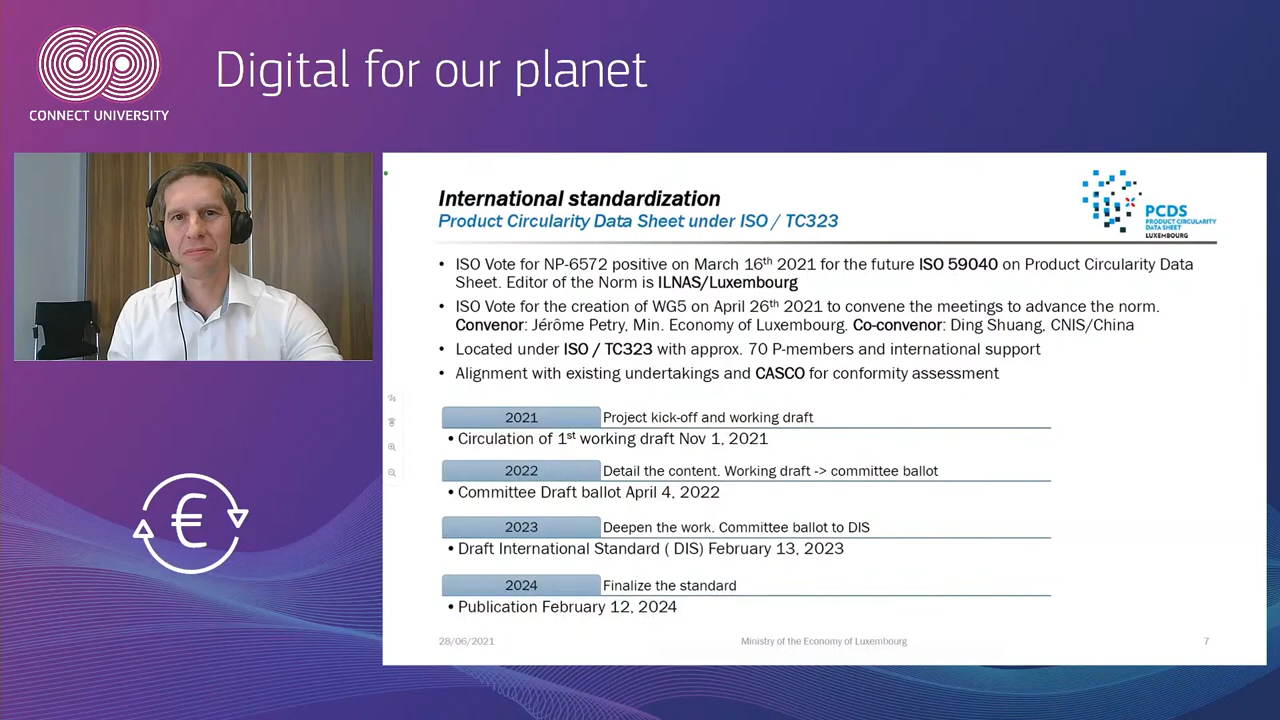 CONNECT UNIVERSITY
Digital for our planet
International standardization
Product Circularity Data Sheet under ISO / TC323
PCDS
PRODUCT CIRCULARITY
DATA SHEET
LUXEMBOURG
• ISO Vote for NP-6572 positive on March 16th 2021 for the future ISO 59040 on Product Circularity Data
Sheet. Editor of the Norm is ILNAS/Luxembourg
• ISO Vote for the creation of WG5 on April 26th 2021 to convene the meetings to advance the norm.
Convenor: Jérôme Petry, Min. Economy of Luxembourg. Co-convenor: Ding Shuang, CNIS/China
• Located under ISO / TC323 with approx. 70 P-members and international support
• Alignment with existing undertakings and CASCO for conformity assessment
2021 Project kick-off and working draft
• Circulation of 1st working draft Nov 1, 2021
2022 Detail the content. Working draft -> committee ballot
• Committee Draft ballot April 4, 2022
2023 Deepen the work. Committee ballot to DIS
• Draft International Standard ( DIS) February 13, 2023
2024 Finalize the standard
• Publication February 12, 2024
28/06/2021 Ministry of the Economy of Luxembourg 7
€